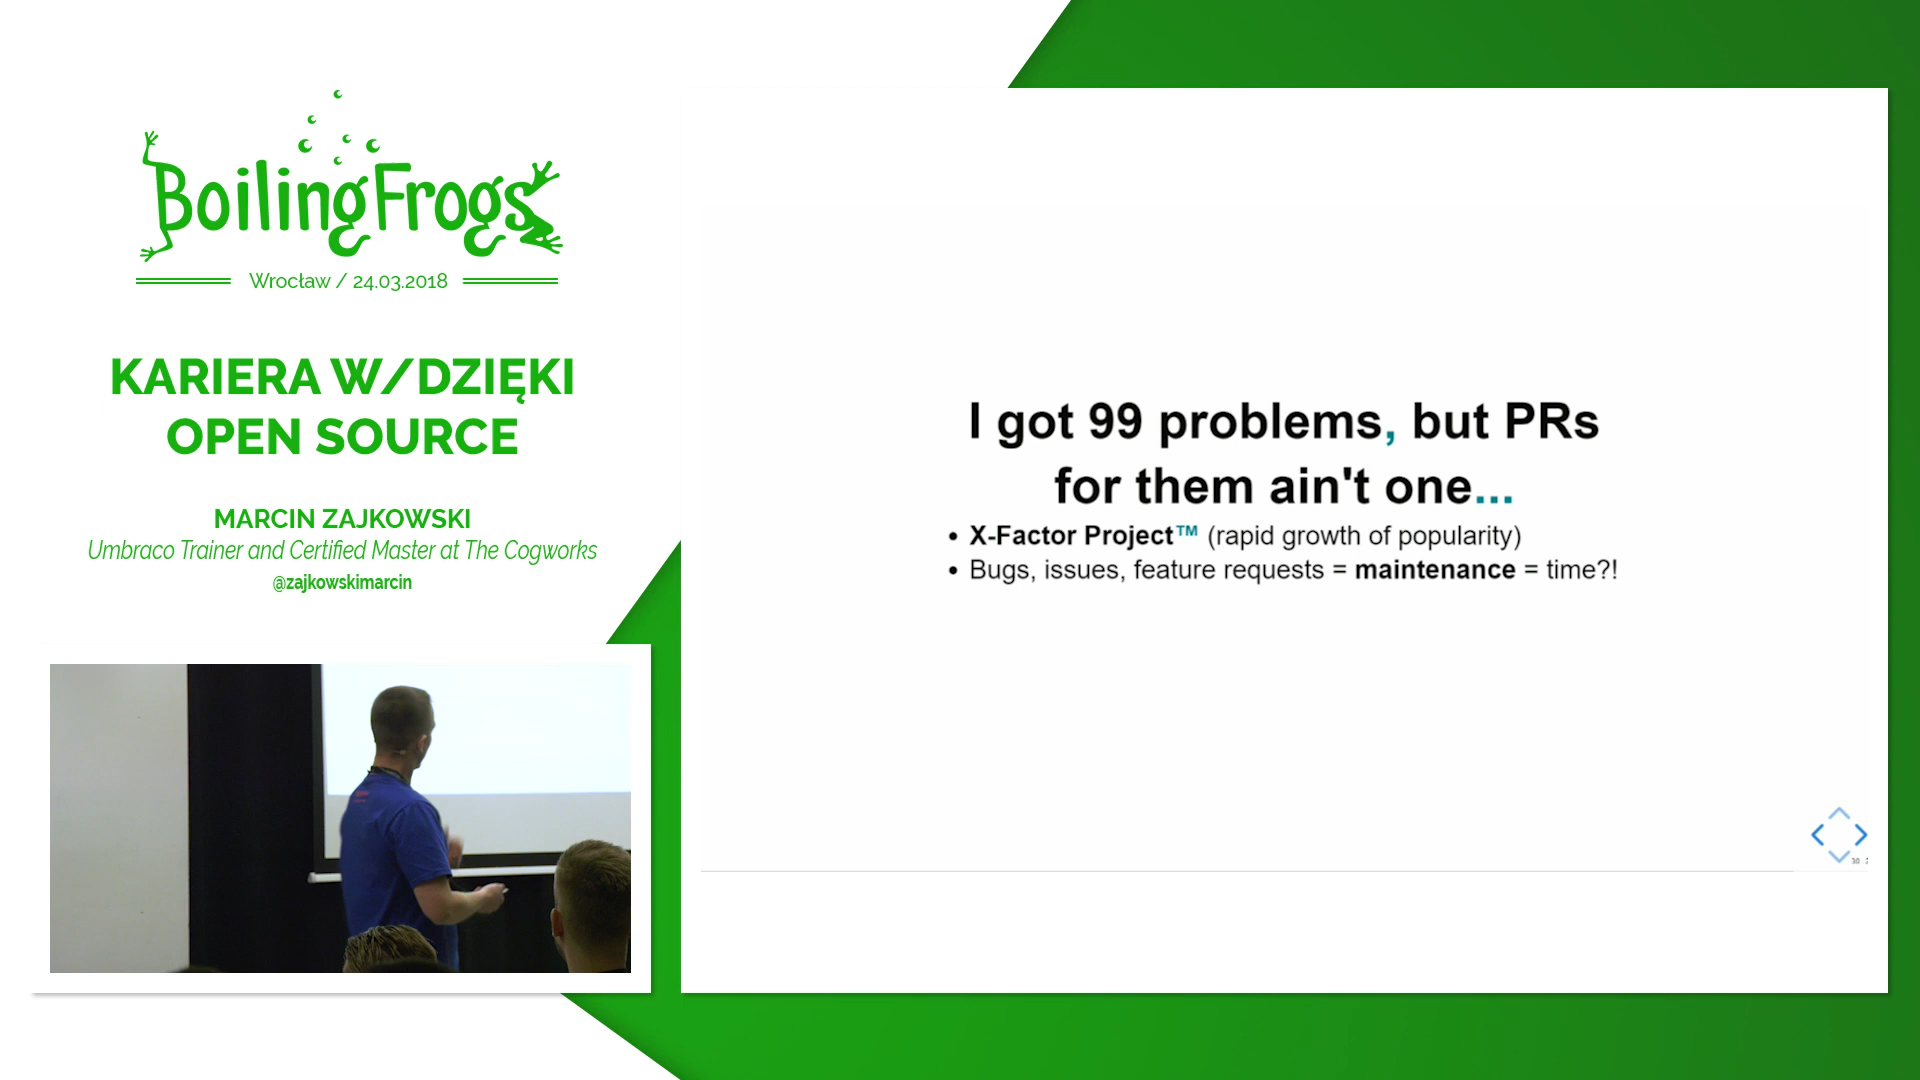 BoilingFrogs
Wrocław / 24.03.2018
KARIERA W/DZIĘKI
OPEN SOURCE
MARCIN ZAJKOWSKI
Umbraco Trainer and Certified Master at The Cogworks
@zajkowskimarcin
I got 99 problems, but PRs
for them ain't one...
• X-Factor Project™ (rapid growth of popularity)
• Bugs, issues, feature requests = maintenance = time?!